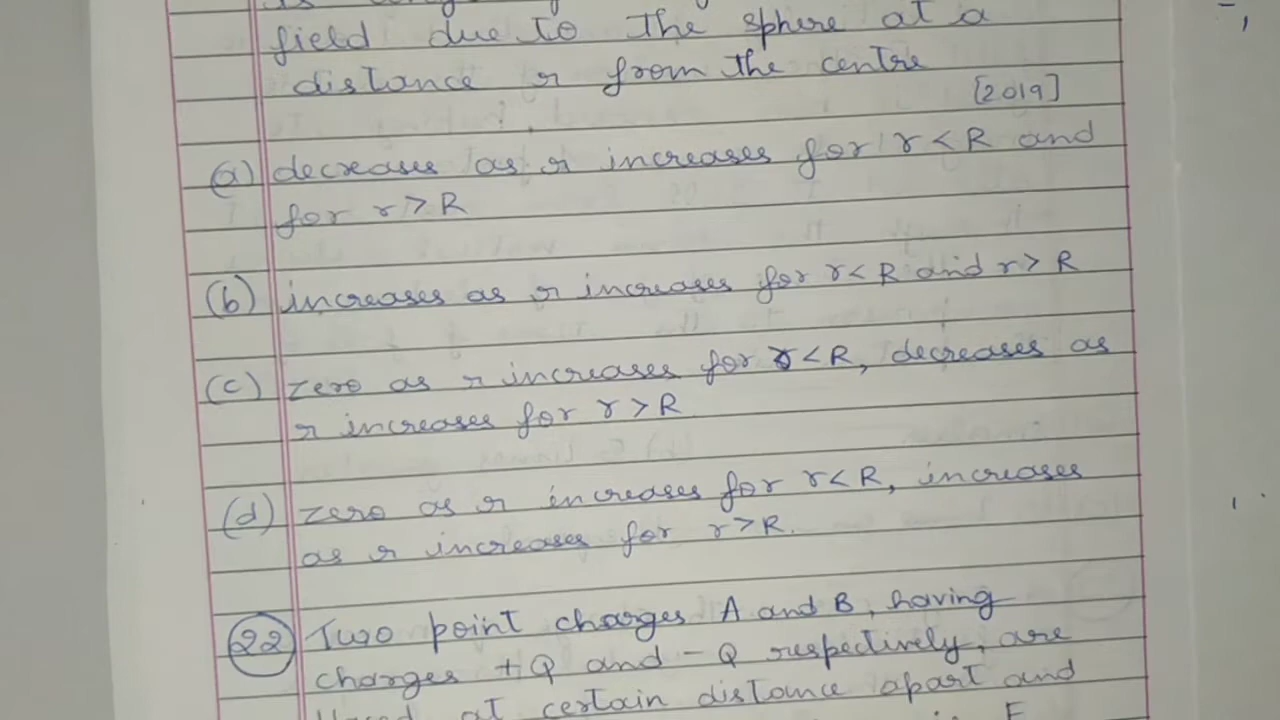 field due to the sphere at a
distance r from the centre
[2019]
(a) decreases as r increases for r < R and
for r > R
(b) increases as r increases for r < R and r > R
(c) zero as r increases for r < R, decreases as
r increases for r > R
(d) zero as r increases for r < R, increases
as r increases for r > R.
(22) Two point charges A and B, having
charges +Q and -Q respectively, are
at certain distance apart and